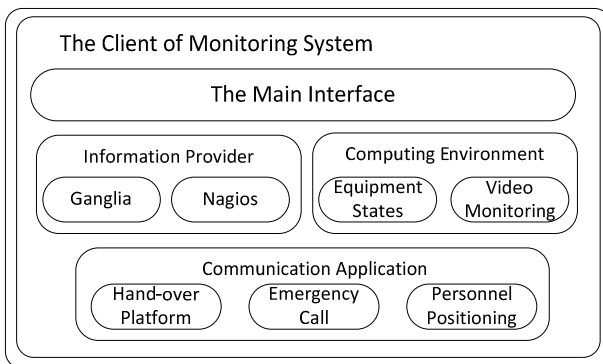 The Client of Monitoring System
The Main Interface
Information Provider
Ganglia
Nagios
Computing Environment
Equipment
States
Video
Monitoring
Communication Application
Hand-over
Platform
Emergency
Call
Personnel
Positioning